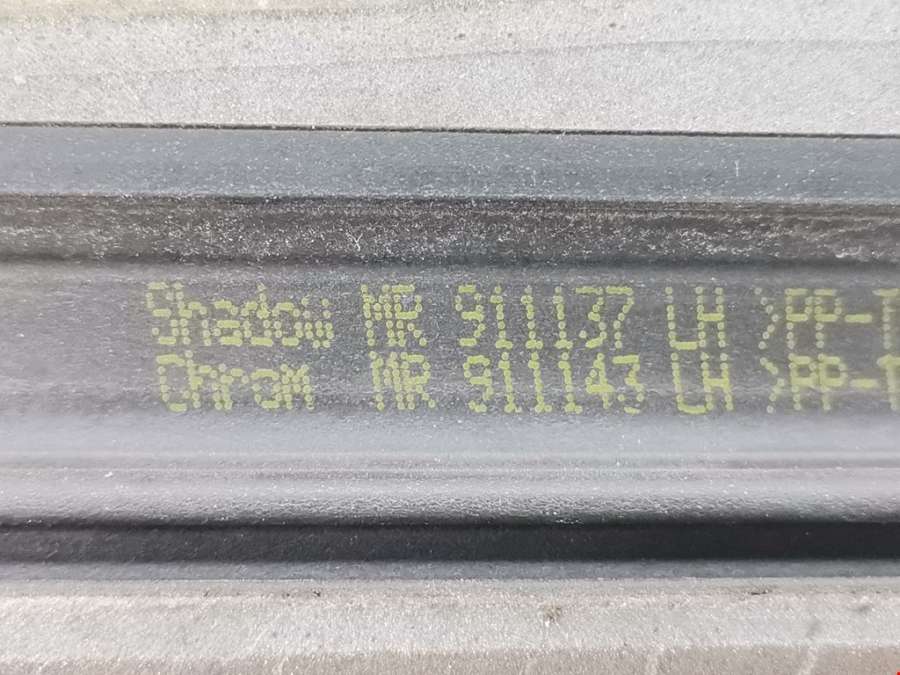 Shadow MR 911137 LH >PP-T
Chrom MR 911143 LH >PP-T